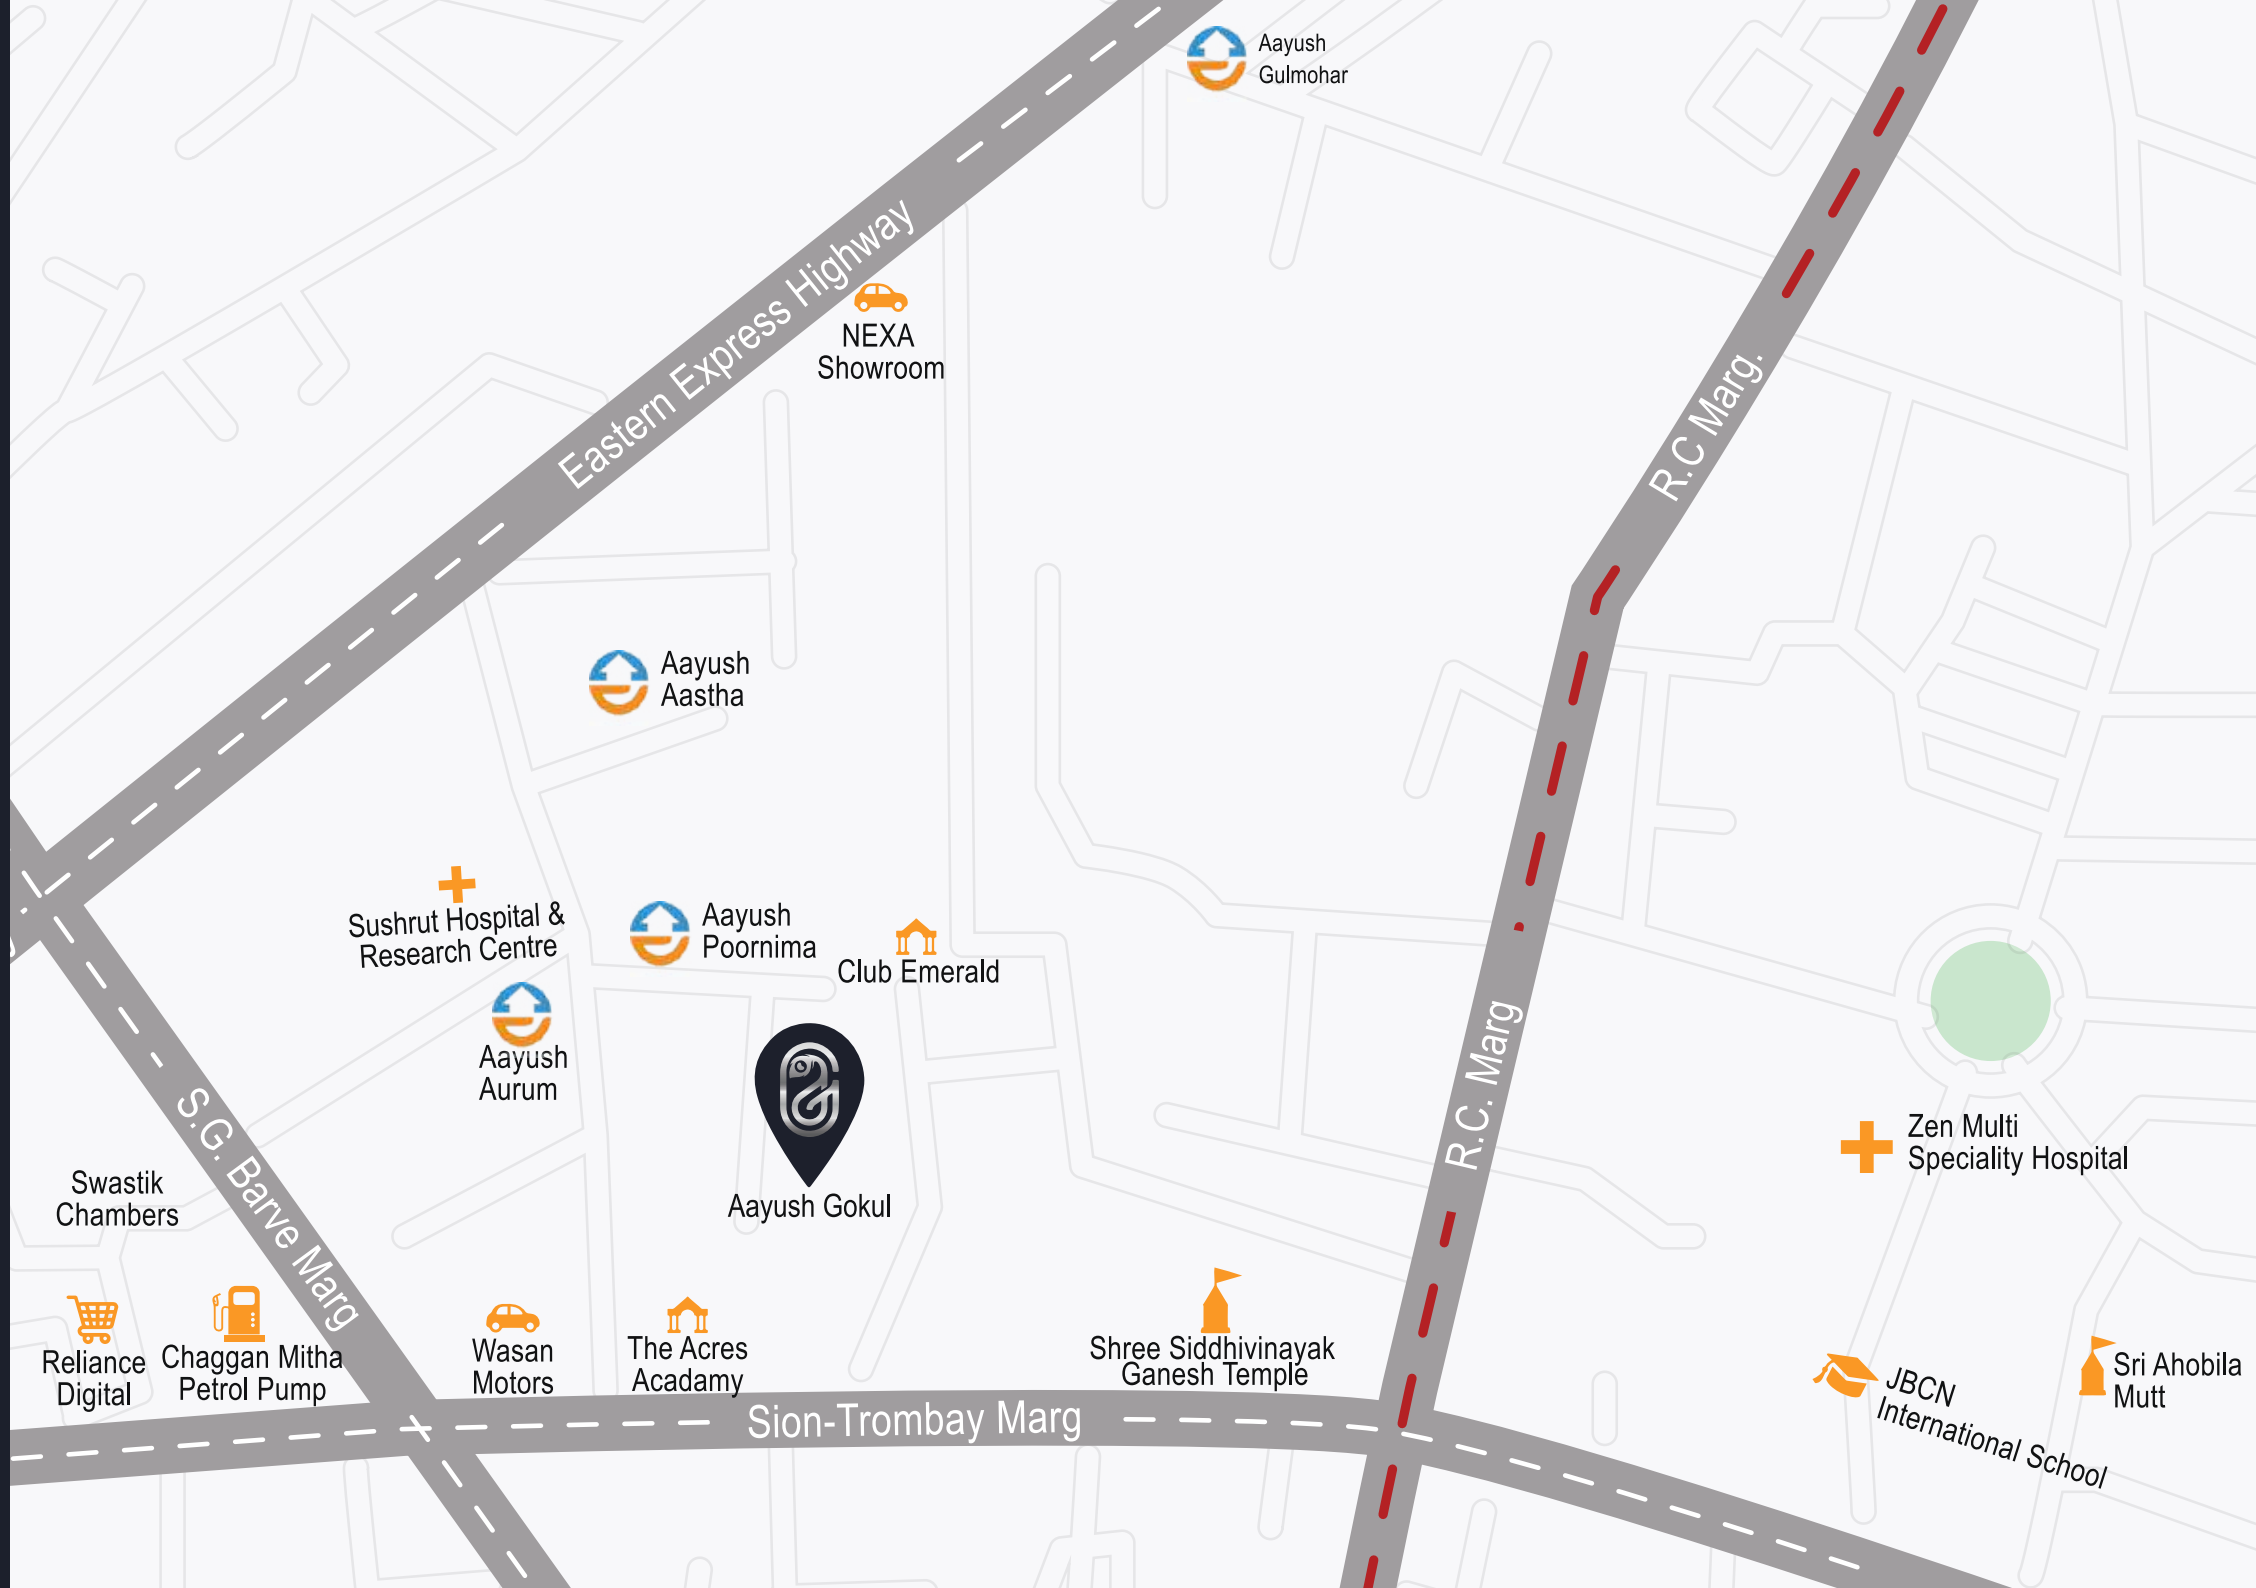 Aayush
Gulmohar
Eastern Express Highway
NEXA
Showroom
R.C Marg.
Aayush
Aastha
Sushrut Hospital &
Research Centre
Aayush
Poornima
Club Emerald
Aayush
Aurum
R.C. Marg
S.G. Barve Marg
Zen Multi
Speciality Hospital
Swastik
Chambers
Aayush Gokul
Reliance
Digital
Chaggan Mitha
Petrol Pump
Wasan
Motors
The Acres
Acadamy
Shree Siddhivinayak
Ganesh Temple
JBCN
International School
Sri Ahobila
Mutt
Sion-Trombay Marg